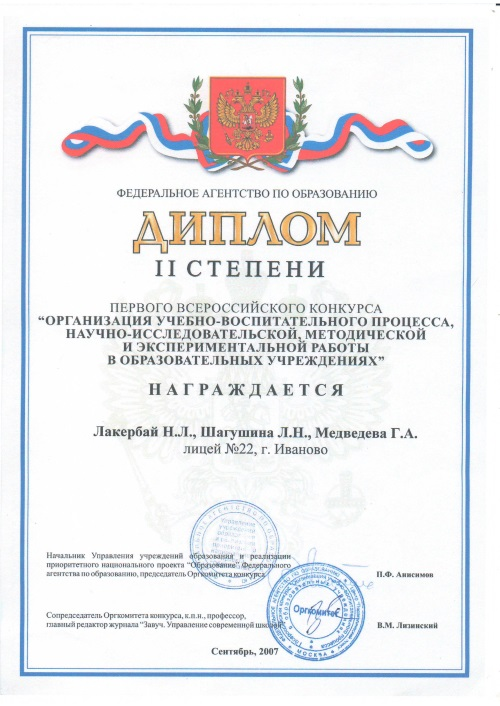 ФЕДЕРАЛЬНОЕ АГЕНТСТВО ПО ОБРАЗОВАНИЮ
ДИПЛОМ
II СТЕПЕНИ
ПЕРВОГО ВСЕРОССИЙСКОГО КОНКУРСА
“ОРГАНИЗАЦИЯ УЧЕБНО-ВОСПИТАТЕЛЬНОГО ПРОЦЕССА,
НАУЧНО-ИССЛЕДОВАТЕЛЬСКОЙ, МЕТОДИЧЕСКОЙ
И ЭКСПЕРИМЕНТАЛЬНОЙ РАБОТЫ
В ОБРАЗОВАТЕЛЬНЫХ УЧРЕЖДЕНИЯХ”
НАГРАЖДАЕТСЯ
Лакербай Н.Л., Шагушина Л.Н., Медведева Г.А.
лицей №22, г. Иваново
Начальник Управления учреждений образования и реализации
приоритетного национального проекта “Образование” Федерального
агентства по образованию, председатель Оргкомитета конкурса
П.Ф. Анисимов
Оргкомитет
МОСКВА
Сопредседатель Оргкомитета конкурса, к.п.н., профессор,
главный редактор журнала “Завуч. Управление современной школой”
В.М. Лизинский
Сентябрь, 2007